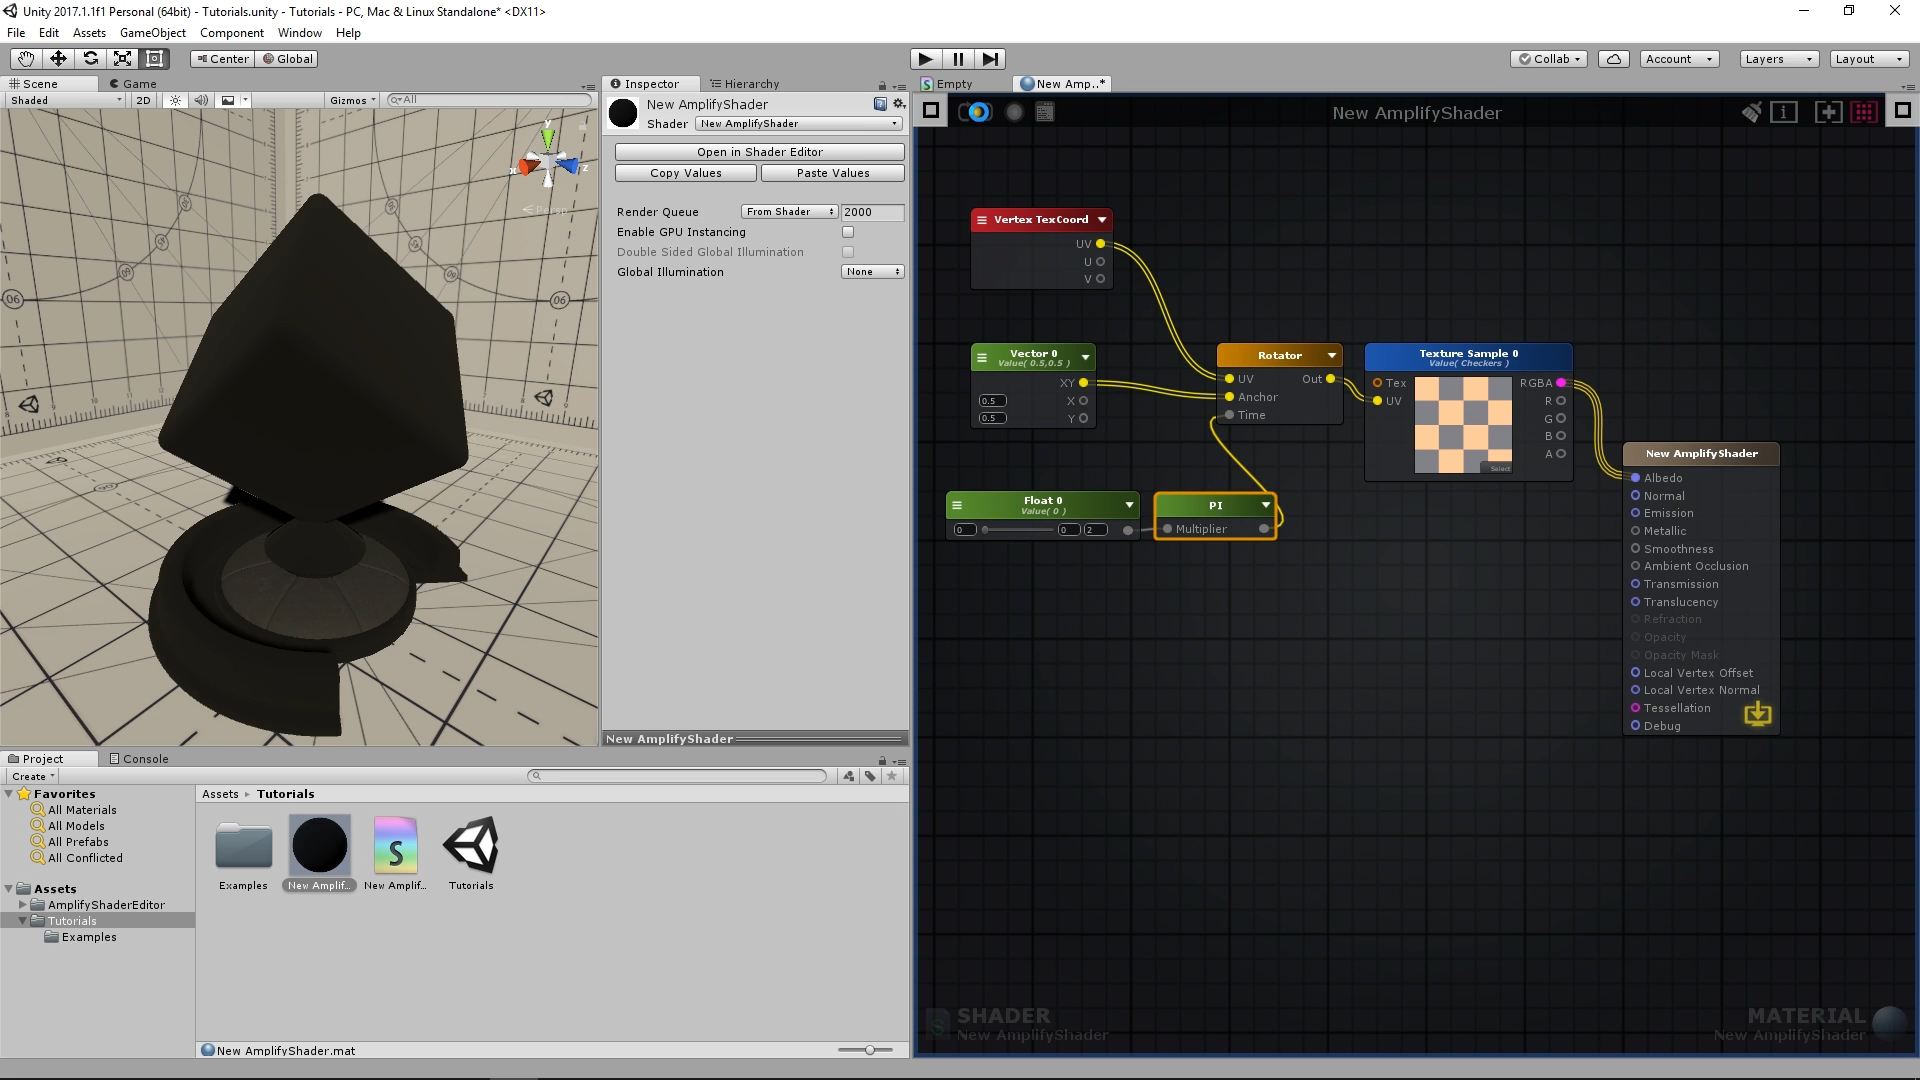 Unity 2017.1.1f1 Personal (64bit) - Tutorials.unity - Tutorials - PC, Mac & Linux Standalone* <DX11>
File Edit Assets GameObject Component Window Help
Center Global
Collab Account Layers Layout
Scene Game
Shaded 2D Gizmos All
y
x z
Persp
90 90
Inspector Hierarchy
New AmplifyShader
Shader New AmplifyShader
Open in Shader Editor
Copy Values Paste Values
Render Queue From Shader 2000
Enable GPU Instancing
Double Sided Global Illumination
Global Illumination None
New AmplifyShader
Empty New Amp..*
New AmplifyShader
Vertex TexCoord
UV
U
V
Vector 0
Value( 0.5,0.5 )
XY
0.5 X
0.5 Y
Rotator
UV Out
Anchor
Time
Texture Sample 0
Value( Checkers )
Tex RGBA
UV R
G
B
A
Select
Float 0
Value( 0 )
0 0 2
PI
Multiplier
New AmplifyShader
Albedo
Normal
Emission
Metallic
Smoothness
Ambient Occlusion
Transmission
Translucency
Refraction
Opacity
Opacity Mask
Local Vertex Offset
Local Vertex Normal
Tessellation
Debug
SHADER
New AmplifyShader
MATERIAL
New AmplifyShader
Project Console
Create
Favorites
All Materials
All Models
All Prefabs
All Conflicted
Assets
AmplifyShaderEditor
Tutorials
Examples
Assets ▸ Tutorials
Examples New Amplif... New Amplif... Tutorials
New AmplifyShader.mat